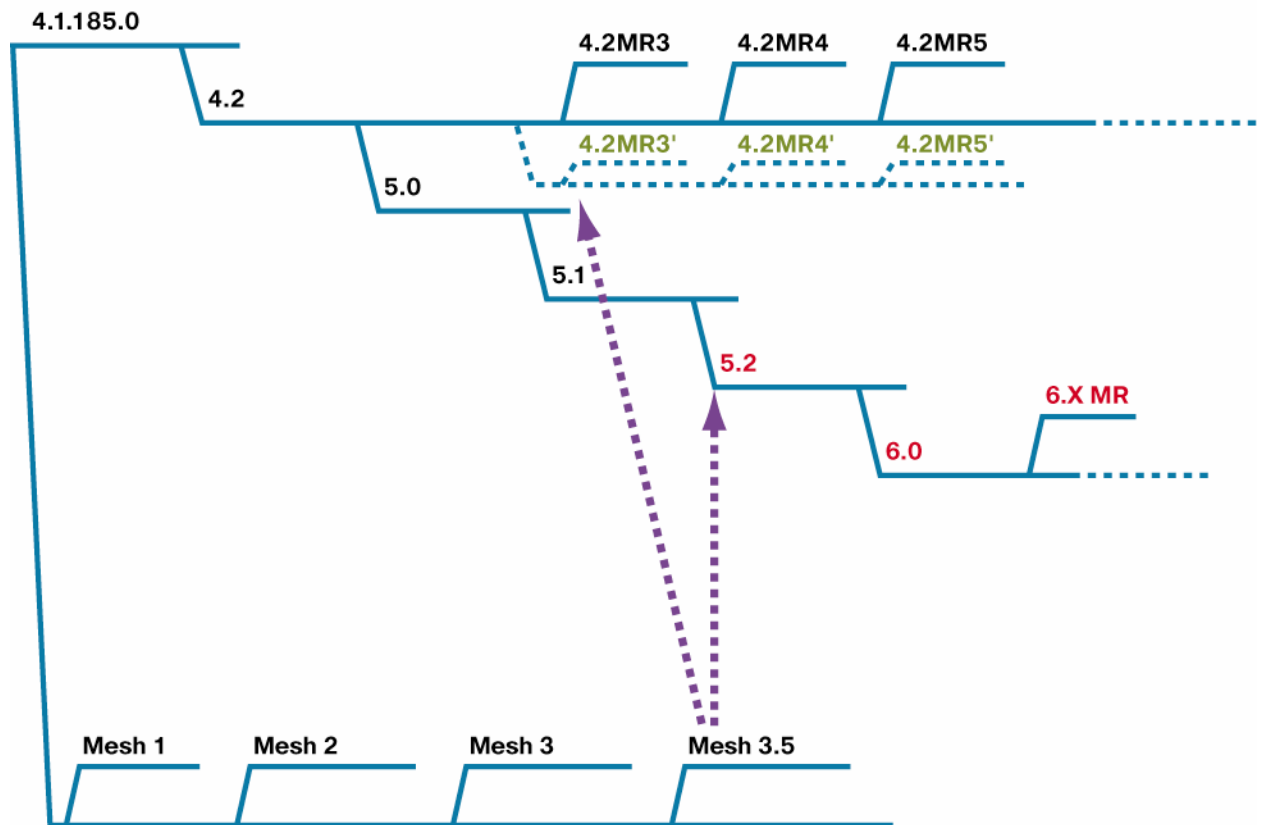 4.1.185.0
4.2MR3
4.2MR4
4.2MR5
4.2
4.2MR3'
4.2MR4'
4.2MR5'
5.0
5.1
5.2
6.X MR
6.0
Mesh 1
Mesh 2
Mesh 3
Mesh 3.5